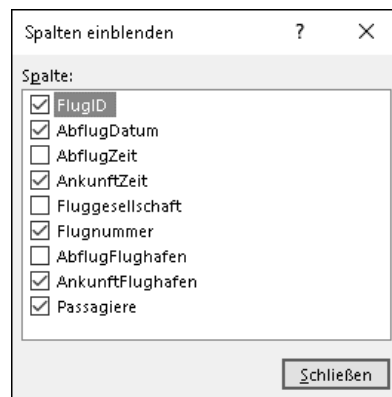 Spalten einblenden ?
Spalte:
FlugID
AbflugDatum
AbflugZeit
AnkunftZeit
Fluggesellschaft
Flugnummer
AbflugFlughafen
AnkunftFlughafen
Passagiere
Schließen